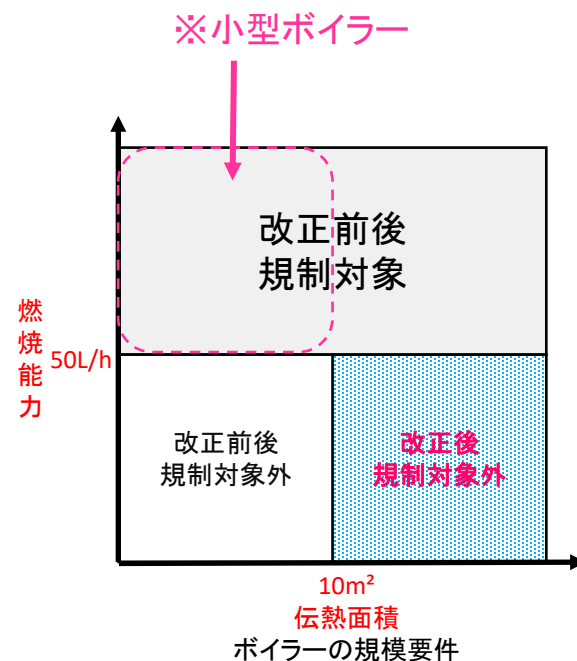 ※小型ボイラー
改正前後
規制対象
燃焼能力
50L/h
改正前後
規制対象外
改正後
規制対象外
10m²
伝熱面積
ボイラーの規模要件